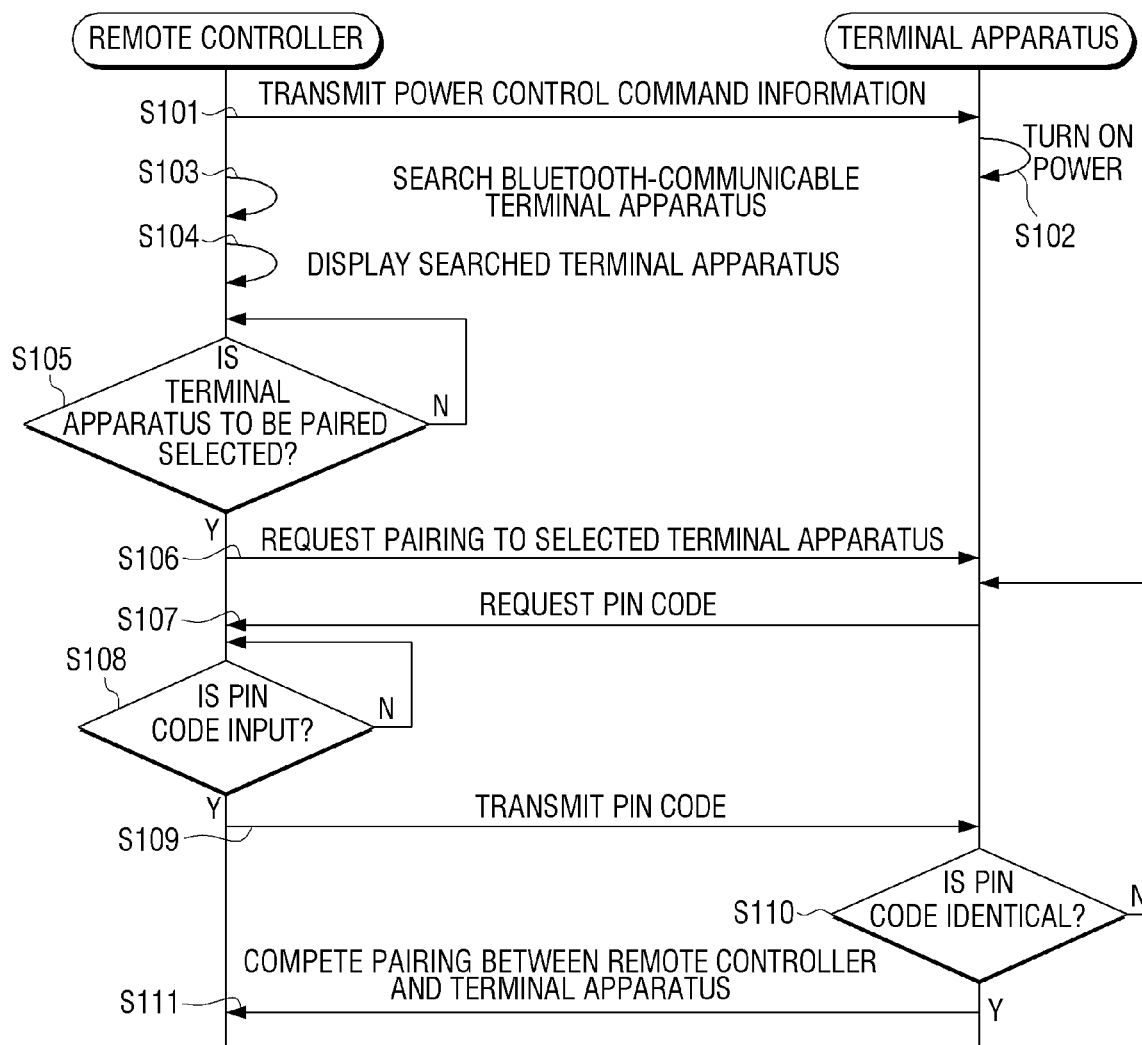 REMOTE CONTROLLER
TERMINAL APPARATUS
TRANSMIT POWER CONTROL COMMAND INFORMATION
S101
TURN ON
POWER
S102
S103
SEARCH BLUETOOTH-COMMUNICABLE
TERMINAL APPARATUS
S104
DISPLAY SEARCHED TERMINAL APPARATUS
S105
IS
TERMINAL
APPARATUS TO BE PAIRED
SELECTED?
N
Y
REQUEST PAIRING TO SELECTED TERMINAL APPARATUS
S106
REQUEST PIN CODE
S107
S108
IS PIN
CODE INPUT?
N
Y
TRANSMIT PIN CODE
S109
IS PIN
CODE IDENTICAL?
N
S110
COMPETE PAIRING BETWEEN REMOTE CONTROLLER
AND TERMINAL APPARATUS
S111
Y